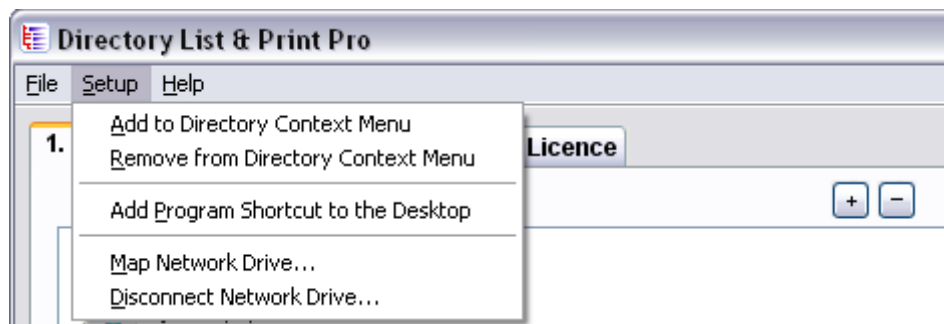 Directory List & Print Pro
File Setup Help
Add to Directory Context Menu
1.
Licence
Remove from Directory Context Menu
Add Program Shortcut to the Desktop
+ −
Map Network Drive...
Disconnect Network Drive...